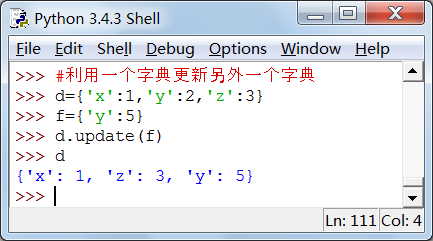 Python 3.4.3 Shell
File Edit Shell Debug Options Window Help
>>> #利用一个字典更新另外一个字典
>>> d={'x':1,'y':2,'z':3}
>>> f={'y':5}
>>> d.update(f)
>>> d
{'x': 1, 'z': 3, 'y': 5}
>>>
Ln: 111 Col: 4